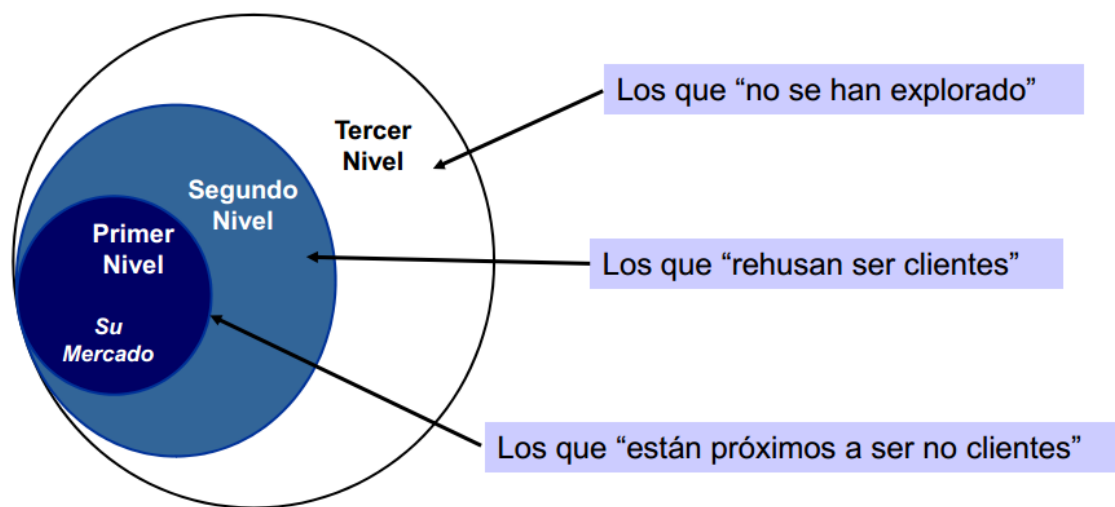 Los que “no se han explorado”
Tercer
Nivel
Segundo
Nivel
Primer
Nivel
Los que “rehusan ser clientes”
Su
Mercado
Los que “están próximos a ser no clientes”